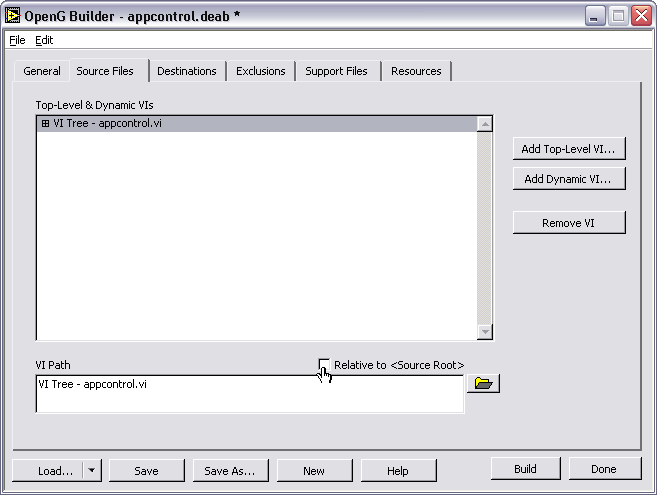 OpenG Builder - appcontrol.deab *
File Edit
General Source Files Destinations Exclusions Support Files Resources
Top-Level & Dynamic VIs
VI Tree - appcontrol.vi
Add Top-Level VI...
Add Dynamic VI...
Remove VI
VI Path Relative to <Source Root>
VI Tree - appcontrol.vi
Load... Save Save As... New Help Build Done